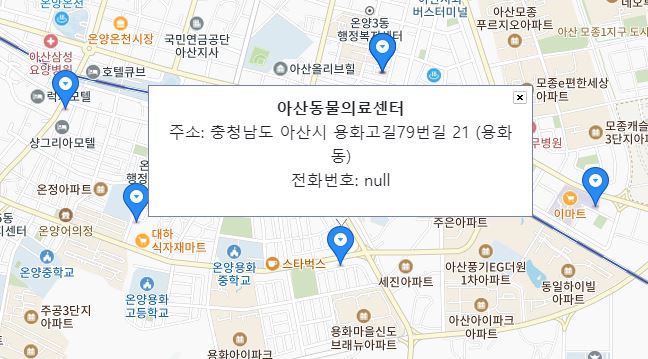 온양온천
온양온천시장
아산삼성
요양병원
호텔큐브
샹그리아모텔
국민연금공단
아산지사
온양3동
행정복지센터
버스터미널
아산모종
푸르지오아파트
아산 모종1지구 도시
아산올리브힐
모종e편한세상
아파트
모종캐슬
3단지아파트
아산동물의료센터
주소: 충청남도 아산시 용화고길79번길 21 (용화
동)
전화번호: null
온정아파트
온양어의정
지센터
온양중학교
대하
식자재마트
온양용화
중학교
온양용화
고등학교
스타벅스
주은아파트
이마트
세진아파트
아산풍기EG더원
1차아파트
동일하이빌
아파트
주공3단지
아파트
용화아이파크
아파트
용화마을신도
브래뉴아파트
아산아이파크
아파트